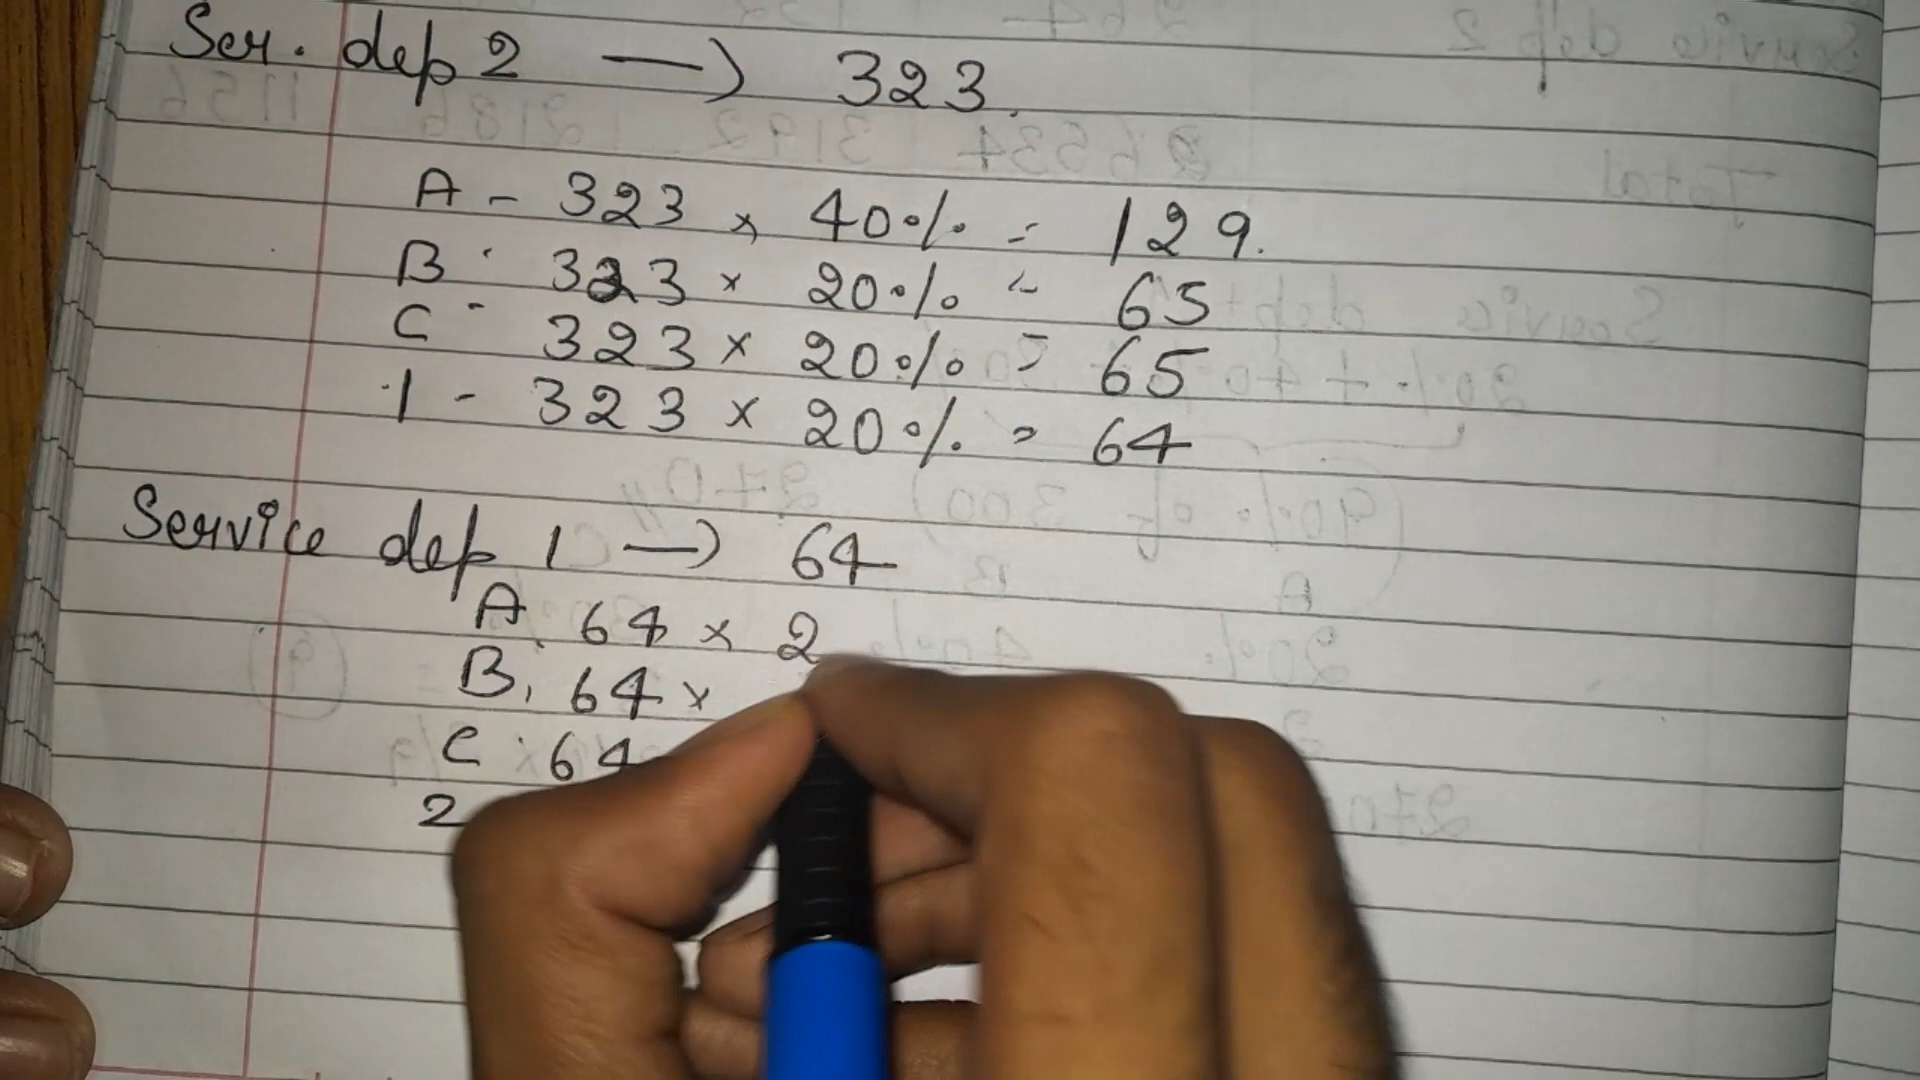 Ser. dep 2 —) 323.
A - 323 x 40% = 129.
B - 323 x 20% = 65
C - 323 x 20% = 65
1 - 323 x 20% = 64
Service dep 1 —) 64
A. 64 x 2
B. 64 x
C. 64
2